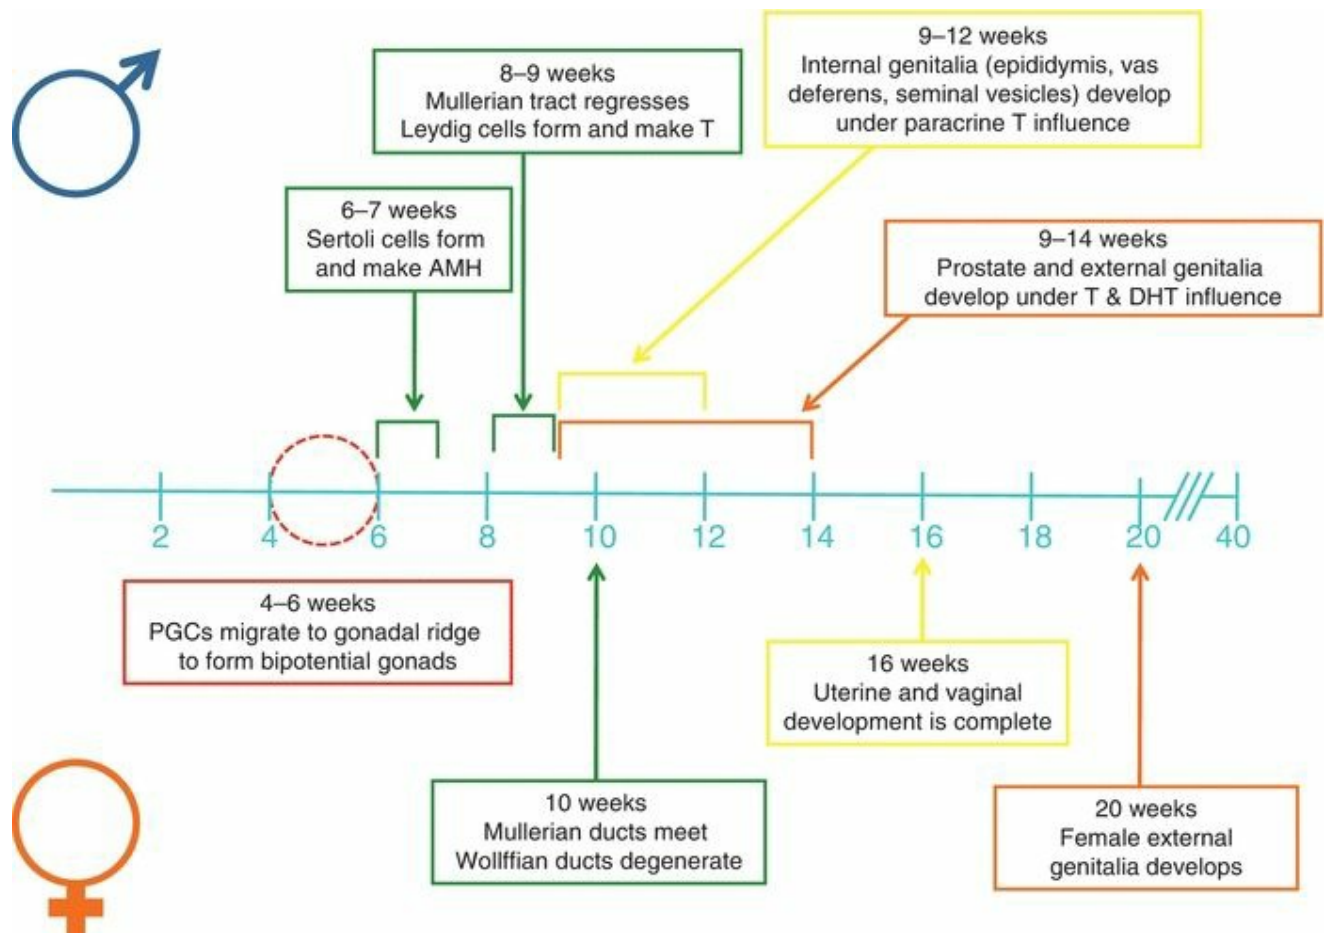 9–12 weeks
Internal genitalia (epididymis, vas
deferens, seminal vesicles) develop
under paracrine T influence
8–9 weeks
Mullerian tract regresses
Leydig cells form and make T
6–7 weeks
Sertoli cells form
and make AMH
9–14 weeks
Prostate and external genitalia
develop under T & DHT influence
2 4 6 8 10 12 14 16 18 20 40
4–6 weeks
PGCs migrate to gonadal ridge
to form bipotential gonads
16 weeks
Uterine and vaginal
development is complete
10 weeks
Mullerian ducts meet
Wollffian ducts degenerate
20 weeks
Female external
genitalia develops